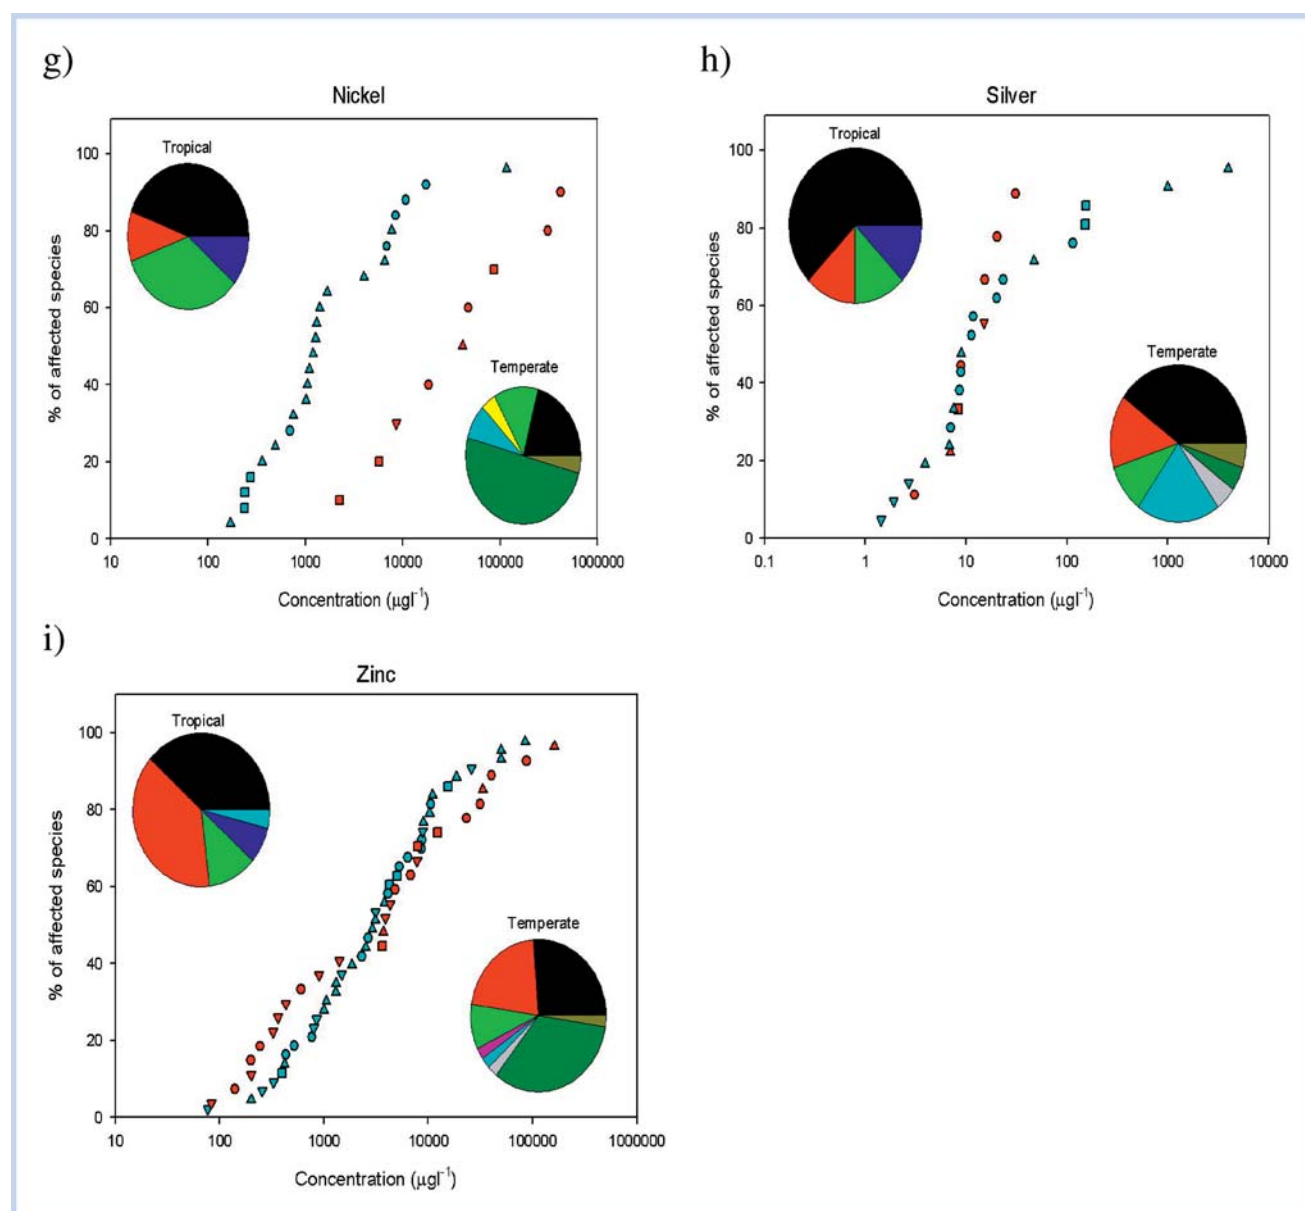 g)
Nickel
Tropical
Temperate
% of affected species
100
80
60
40
20
0
10 100 1000 10000 100000 1000000
Concentration (µgl⁻¹)
h)
Silver
Tropical
Temperate
% of affected species
100
80
60
40
20
0
0.1 1 10 100 1000 10000
Concentration (µgl⁻¹)
i)
Zinc
Tropical
Temperate
% of affected species
100
80
60
40
20
0
10 100 1000 10000 100000 1000000
Concentration (µgl⁻¹)